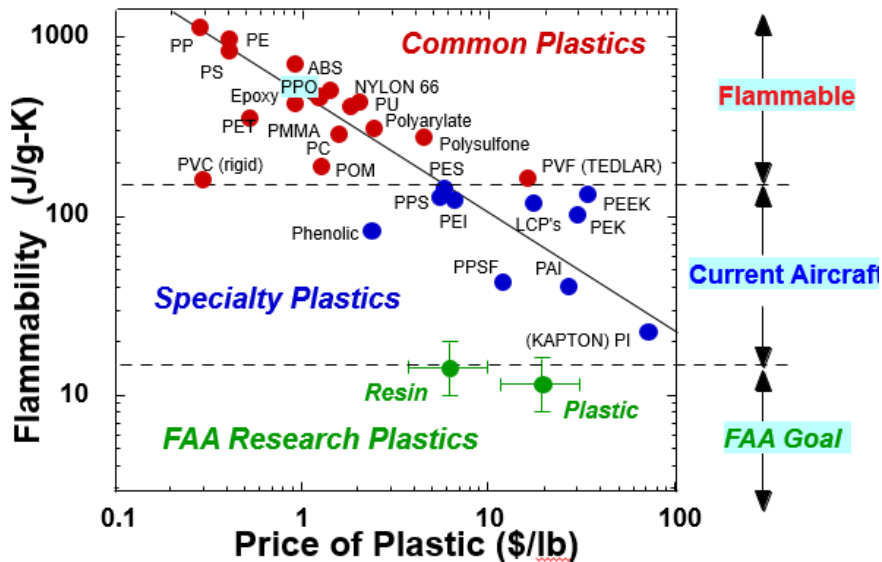 1000
100
10
Flammability (J/g-K)
Common Plastics
PP
PE
PS
ABS
PPO
NYLON 66
Epoxy
PU
PET
PMMA
Polyarylate
PC
Polysulfone
PVC (rigid)
POM
PES
PVF (TEDLAR)
PPS
PEI
LCP's
PEEK
PEK
Phenolic
PPSF
PAI
Specialty Plastics
(KAPTON) PI
Resin
Plastic
FAA Research Plastics
Flammable
Current Aircraft
FAA Goal
0.1
1
10
100
Price of Plastic ($/lb)